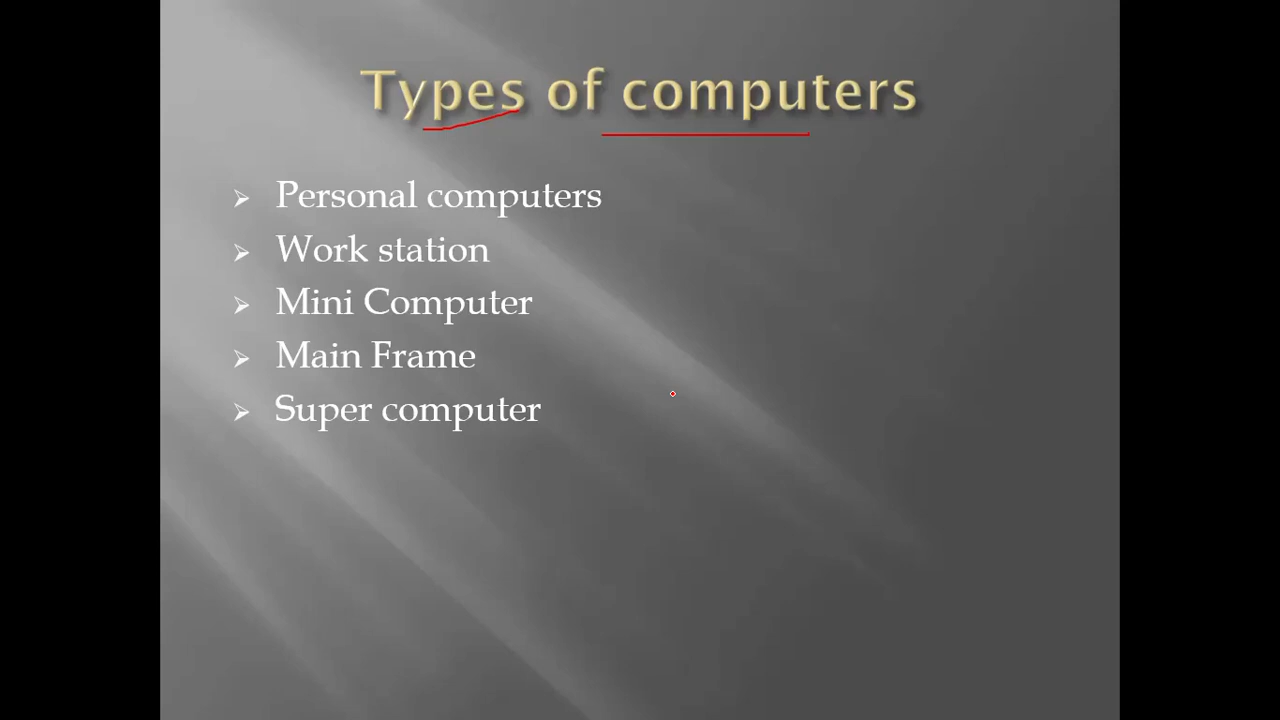 Types of computers
Personal computers
Work station
Mini Computer
Main Frame
Super computer